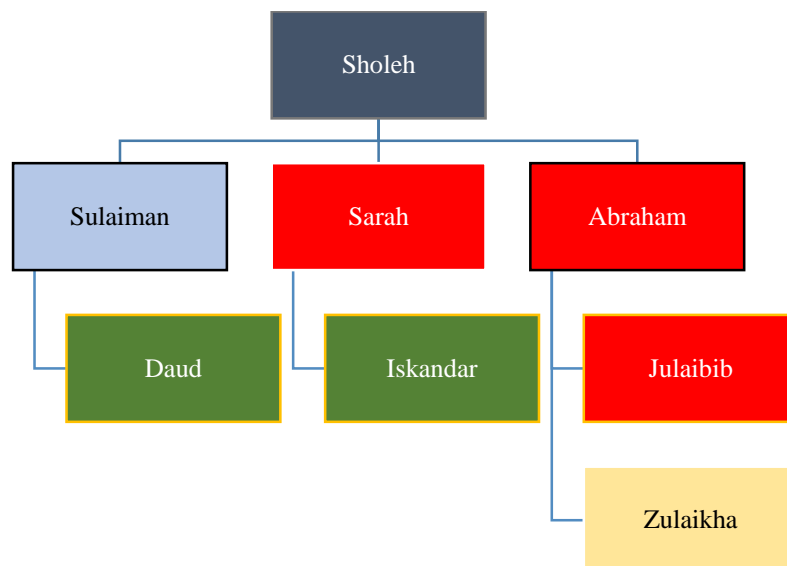 Sholeh
Sulaiman
Sarah
Abraham
Daud
Iskandar
Julaibib
Zulaikha